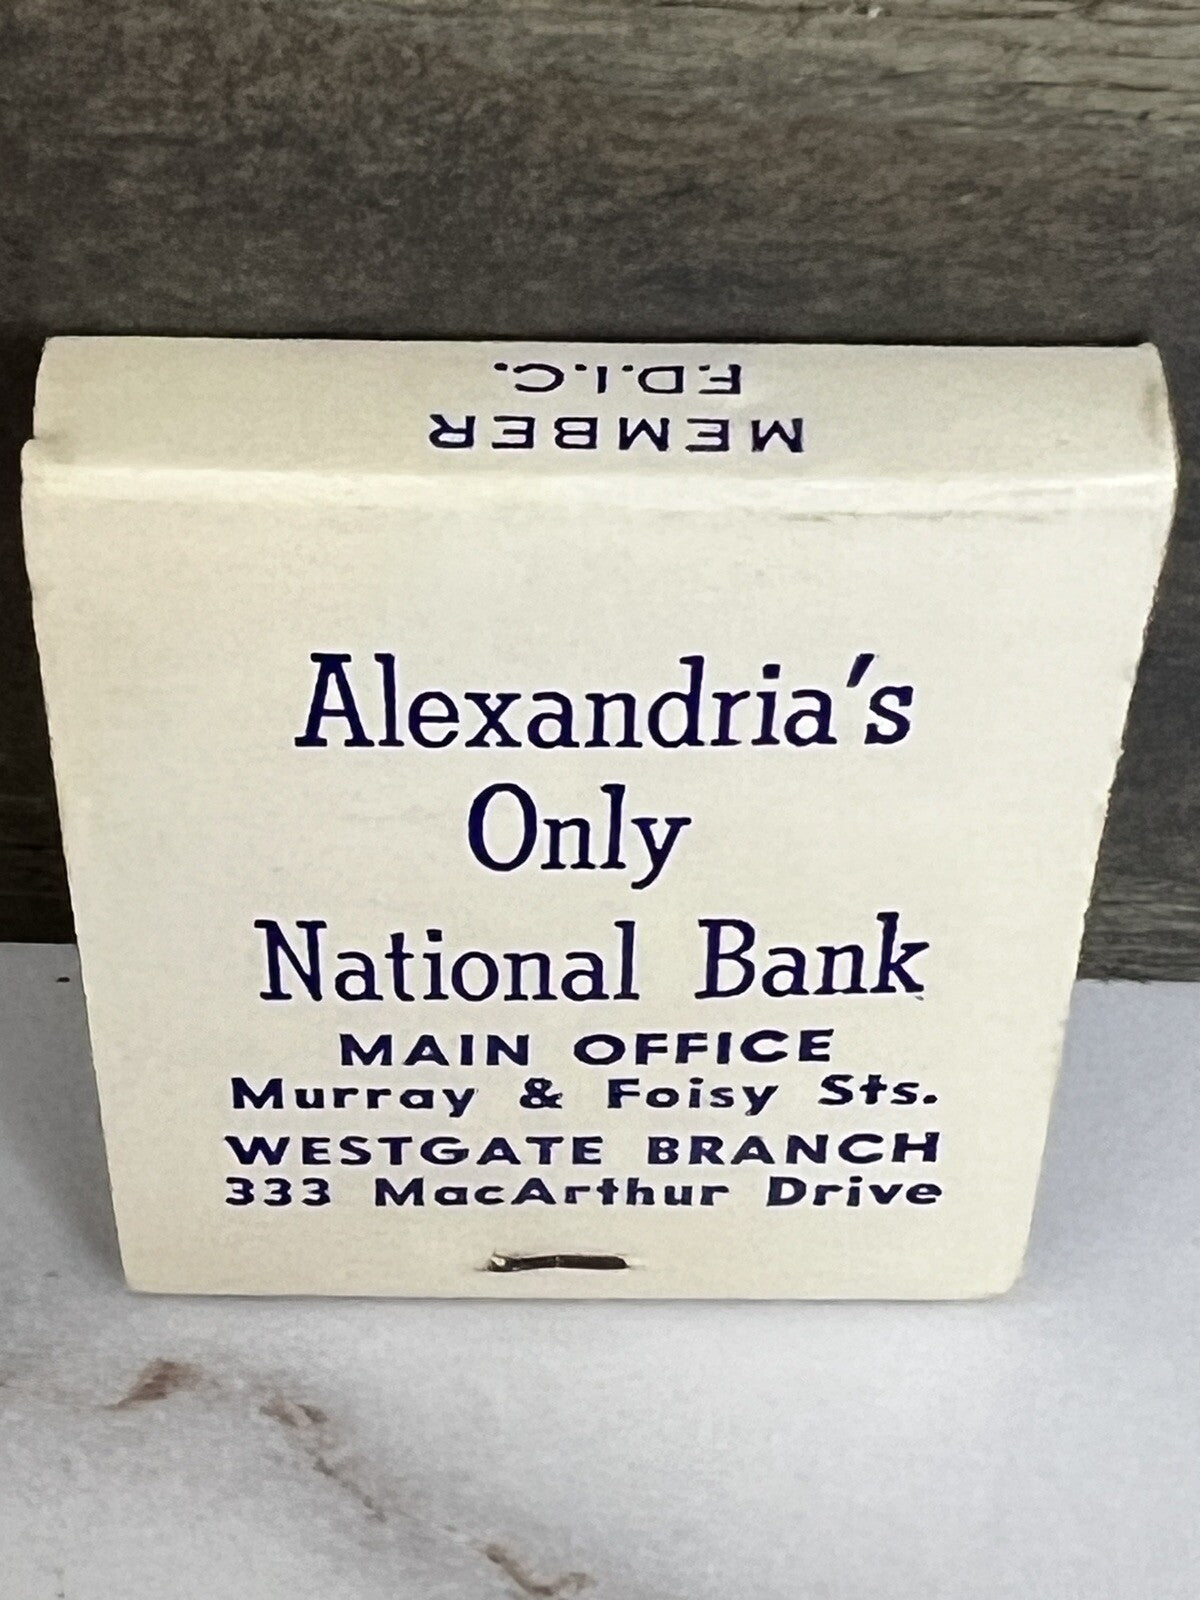 MEMBER
F.D.I.C.
Alexandria's
Only
National Bank
MAIN OFFICE
Murray & Foisy Sts.
WESTGATE BRANCH
333 MacArthur Drive